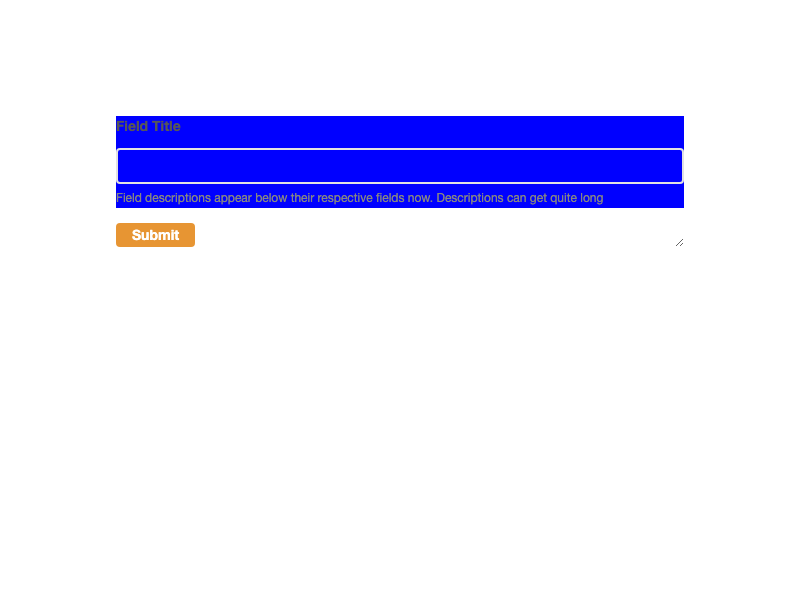 Field Title
Field descriptions appear below their respective fields now. Descriptions can get quite long
Submit